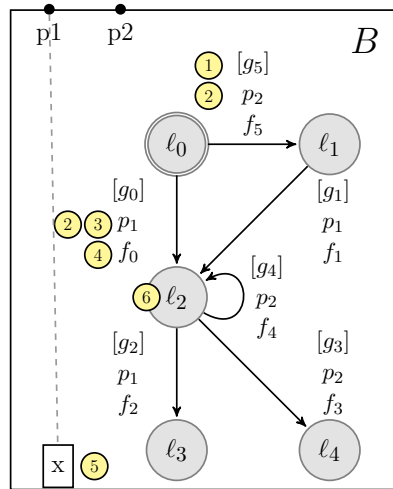 p1 p2 B
1 [g₅]
2 p₂
f₅
ℓ₀ ℓ₁
[g₀] [g₁]
2 3 p₁ p₁
4 f₀ f₁
6 ℓ₂ [g₄]
p₂
f₄
[g₂] [g₃]
p₁ p₂
f₂ f₃
x 5 ℓ₃ ℓ₄